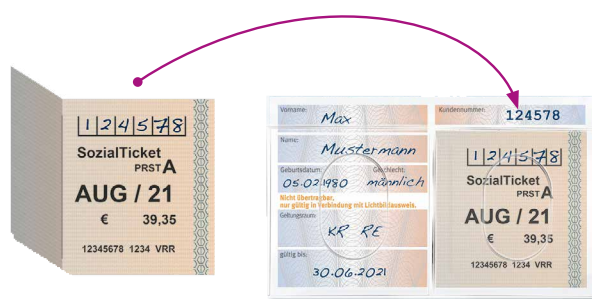 1 2 4 5 7 8
SozialTicket
PRST A
AUG / 21
€ 39,35
12345678 1234 VRR
Vorname:
Max
Name:
Mustermann
Geburtsdatum: Geschlecht:
05.02.1980 männlich
Nicht übertragbar,
nur gültig in Verbindung mit Lichtbildausweis.
Geltungsraum:
KR RE
gültig bis:
30.06.2021
Kundennummer:
124578
1 2 4 5 7 8
SozialTicket
PRST A
AUG / 21
€ 39,35
12345678 1234 VRR